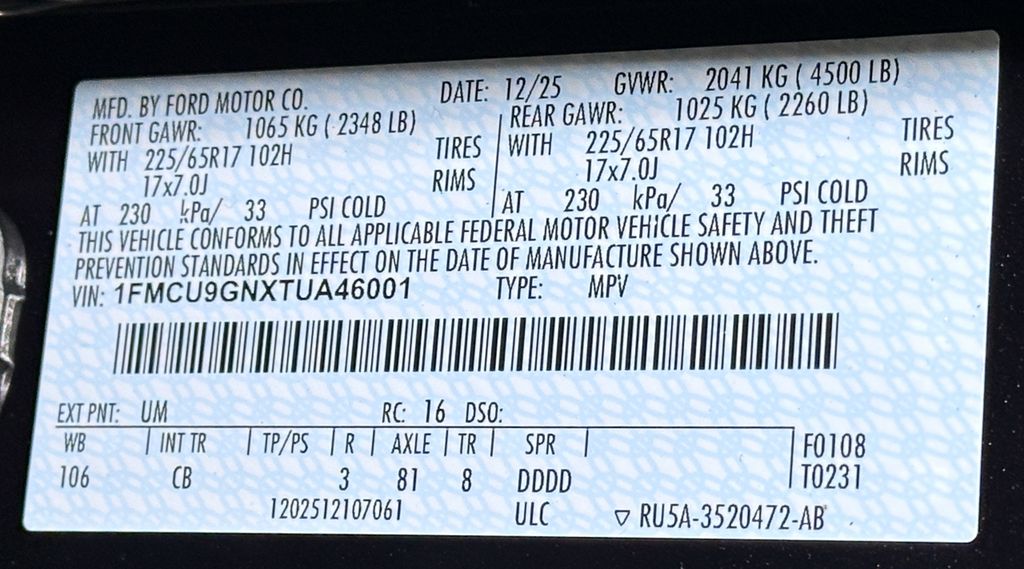 MFD. BY FORD MOTOR CO. DATE: 12/25 GVWR: 2041 KG ( 4500 LB)
FRONT GAWR: 1065 KG ( 2348 LB) REAR GAWR: 1025 KG ( 2260 LB)
WITH 225/65R17 102H TIRES WITH 225/65R17 102H TIRES
17x7.0J RIMS 17x7.0J RIMS
AT 230 kPa/ 33 PSI COLD AT 230 kPa/ 33 PSI COLD
THIS VEHICLE CONFORMS TO ALL APPLICABLE FEDERAL MOTOR VEHICLE SAFETY AND THEFT
PREVENTION STANDARDS IN EFFECT ON THE DATE OF MANUFACTURE SHOWN ABOVE.
VIN: 1FMCU9GNXTUA46001 TYPE: MPV
EXT PNT: UM RC: 16 DSO:
WB INT TR TP/PS R AXLE TR SPR F0108
106 CB 3 81 8 DDDD T0231
1202512107061 ULC ▽ RU5A-3520472-AB